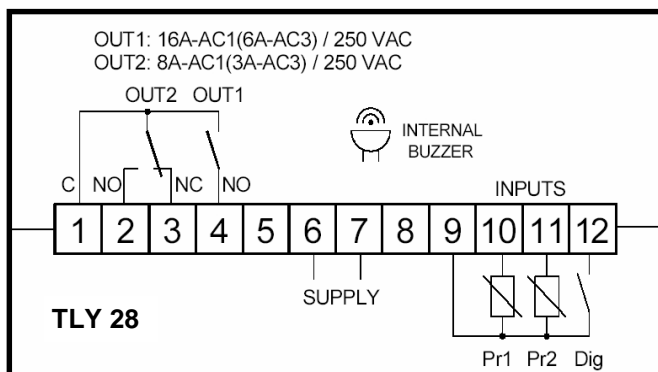 OUT1: 16A-AC1(6A-AC3) / 250 VAC
OUT2: 8A-AC1(3A-AC3) / 250 VAC
OUT2 OUT1
INTERNAL
BUZZER
C NO NC NO INPUTS
1 2 3 4 5 6 7 8 9 10 11 12
SUPPLY
TLY 28
Pr1 Pr2 Dig